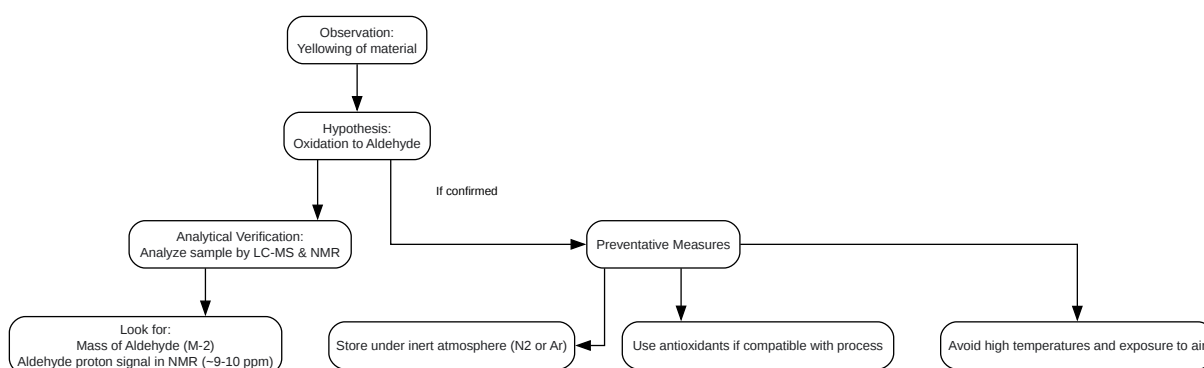 Observation:
Yellowing of material
Hypothesis:
Oxidation to Aldehyde
If confirmed
Analytical Verification:
Analyze sample by LC-MS & NMR
Preventative Measures
Look for:
Mass of Aldehyde (M-2)
Aldehyde proton signal in NMR (~9-10 ppm)
Store under inert atmosphere (N2 or Ar)
Use antioxidants if compatible with process
Avoid high temperatures and exposure to air